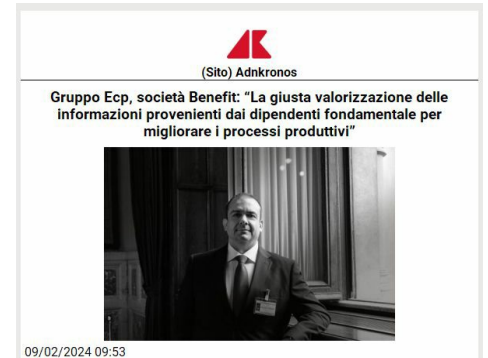 (Sito) Adnkronos
Gruppo Ecp, società Benefit: “La giusta valorizzazione delle
informazioni provenienti dai dipendenti fondamentale per
migliorare i processi produttivi”
09/02/2024 09:53